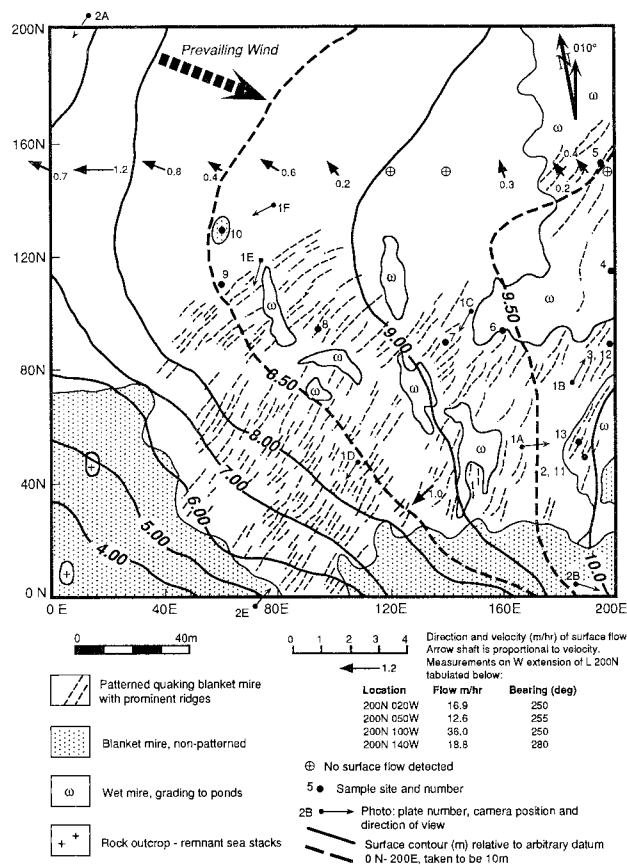 2A
200N
Prevailing Wind
010°
N
ω
ω
160N
0.7
1.2
0.8
0.4
0.6
0.2
0.3
0.4
0.2
5
1F
10
120N
1E
9
ω
ω
ω
4
8
1C
9.00
9.50
6
3, 12
80N
8.50
ω
ω
ω
1B
8.00
7.00
1D
ω
1A
13
ω
2, 11
40N
6.00
1.0
5.00
4.00
10.0
2B
0 N
0 E
40E
2E
80E
120E
160E
200E
0 40m
0 1 2 3 4
1.2
Direction and velocity (m/hr) of surface flow
Arrow shaft is proportional to velocity.
Measurements on W extension of L 200N
tabulated below:
Location Flow m/hr Bearing (deg)
200N 020W 16.9 250
200N 050W 12.6 255
200N 100W 36.0 250
200N 140W 18.8 280
Patterned quaking blanket mire
with prominent ridges
Blanket mire, non-patterned
ω Wet mire, grading to ponds
Rock outcrop - remnant sea stacks
No surface flow detected
5 Sample site and number
2B Photo: plate number, camera position and
direction of view
Surface contour (m) relative to arbitrary datum
0 N- 200E, taken to be 10m